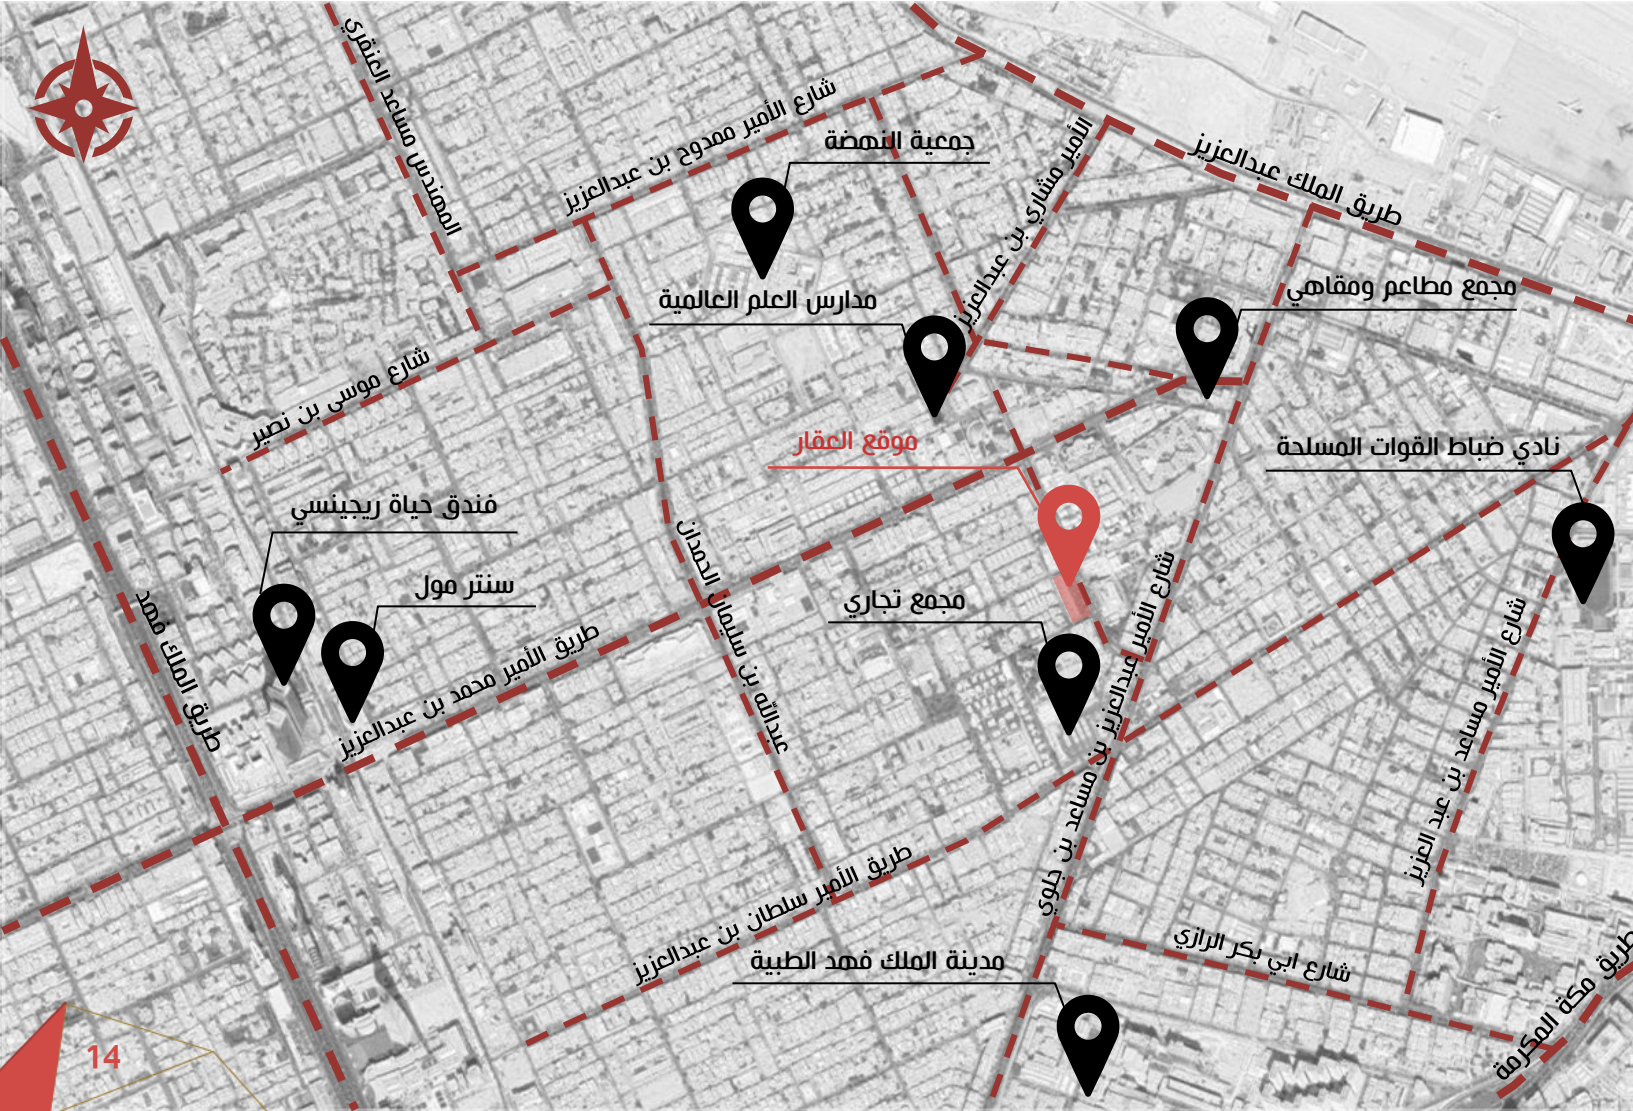 المهندس مساعد العنقري
شارع الأمير ممدوح بن عبدالعزيز
جمعية النهضة
الأمير مشاري بن عبدالعزيز
طريق الملك عبدالعزيز
مجمع مطاعم ومقاهي
مدارس العلم العالمية
شارع موسى بن نصير
موقع العقار
نادي ضباط القوات المسلحة
فندق حياة ريجينسي
سنتر مول
عبدالله بن سليمان الحمدان
مجمع تجاري
شارع الأمير عبدالعزيز بن مساعد بن جلوي
شارع الأمير مساعد بن عبد العزيز
طريق الملك فهد
طريق الأمير محمد بن عبدالعزيز
طريق الأمير سلطان بن عبدالعزيز
مدينة الملك فهد الطبية
شارع ابي بكر الرازي
طريق مكة المكرمة
14